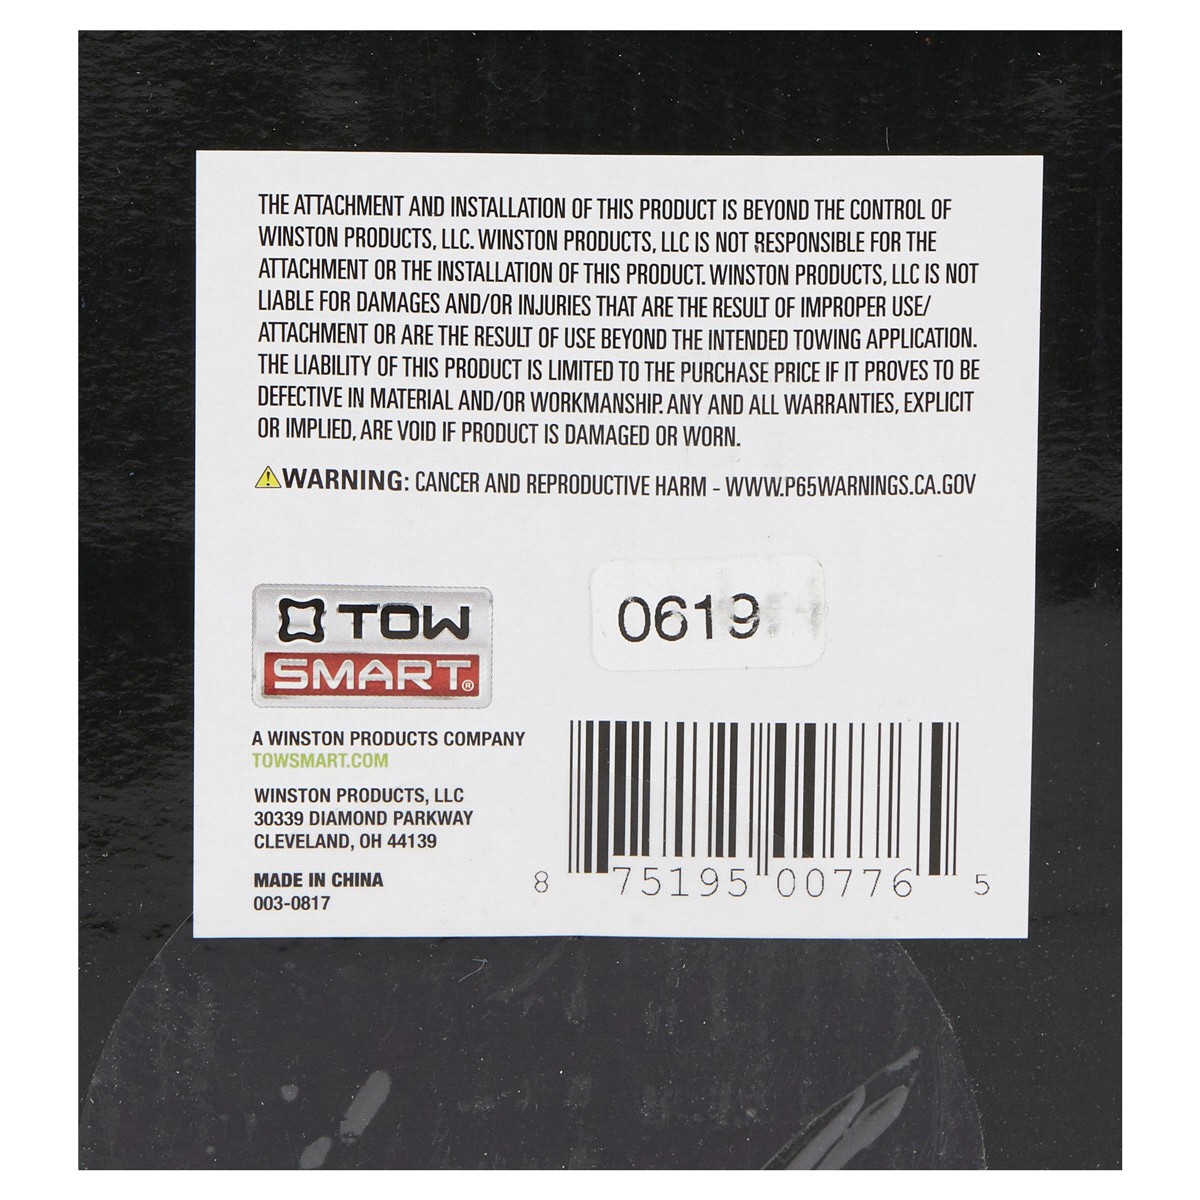 THE ATTACHMENT AND INSTALLATION OF THIS PRODUCT IS BEYOND THE CONTROL OF
WINSTON PRODUCTS, LLC. WINSTON PRODUCTS, LLC IS NOT RESPONSIBLE FOR THE
ATTACHMENT OR THE INSTALLATION OF THIS PRODUCT. WINSTON PRODUCTS, LLC IS NOT
LIABLE FOR DAMAGES AND/OR INJURIES THAT ARE THE RESULT OF IMPROPER USE/
ATTACHMENT OR ARE THE RESULT OF USE BEYOND THE INTENDED TOWING APPLICATION.
THE LIABILITY OF THIS PRODUCT IS LIMITED TO THE PURCHASE PRICE IF IT PROVES TO BE
DEFECTIVE IN MATERIAL AND/OR WORKMANSHIP. ANY AND ALL WARRANTIES, EXPLICIT
OR IMPLIED, ARE VOID IF PRODUCT IS DAMAGED OR WORN.
WARNING: CANCER AND REPRODUCTIVE HARM - WWW.P65WARNINGS.CA.GOV
TOW
SMART®
0619
A WINSTON PRODUCTS COMPANY
TOWSMART.COM
WINSTON PRODUCTS, LLC
30339 DIAMOND PARKWAY
CLEVELAND, OH 44139
MADE IN CHINA
003-0817
8 75195 00776 5